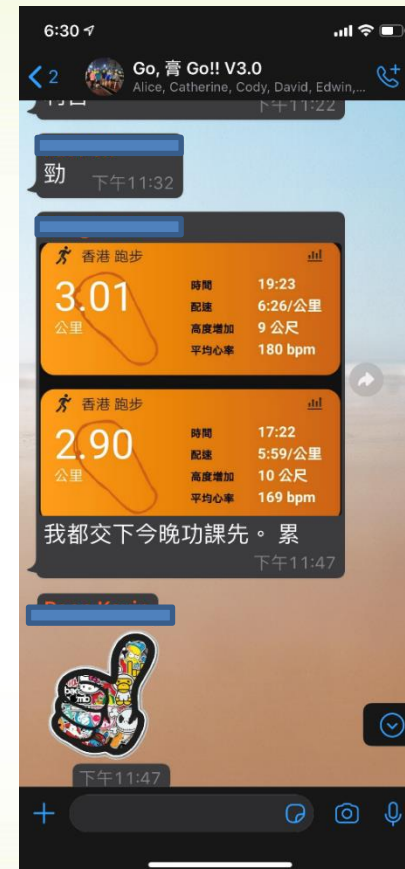 6:30
2
Go, 膏 Go!! V3.0
Alice, Catherine, Cody, David, Edwin,...
下午11:22
勁
下午11:32
香港 跑步
3.01
公里
時間 19:23
配速 6:26/公里
高度增加 9 公尺
平均心率 180 bpm
香港 跑步
2.90
公里
時間 17:22
配速 5:59/公里
高度增加 10 公尺
平均心率 169 bpm
我都交下今晚功課先。 累
下午11:47
下午11:47